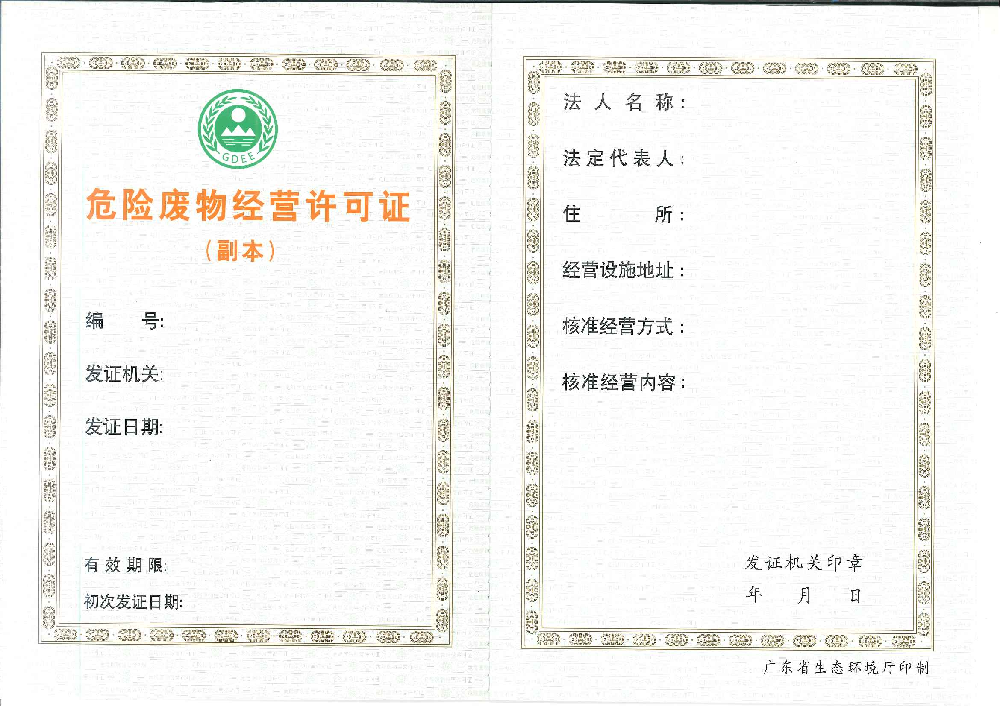 GDEE
危险废物经营许可证
（副本）
编 号:
发证机关:
发证日期:
有效期限:
初次发证日期:
法人名称:
法定代表人:
住 所:
经营设施地址:
核准经营方式:
核准经营内容:
发证机关印章
年 月 日
广东省生态环境厅印制